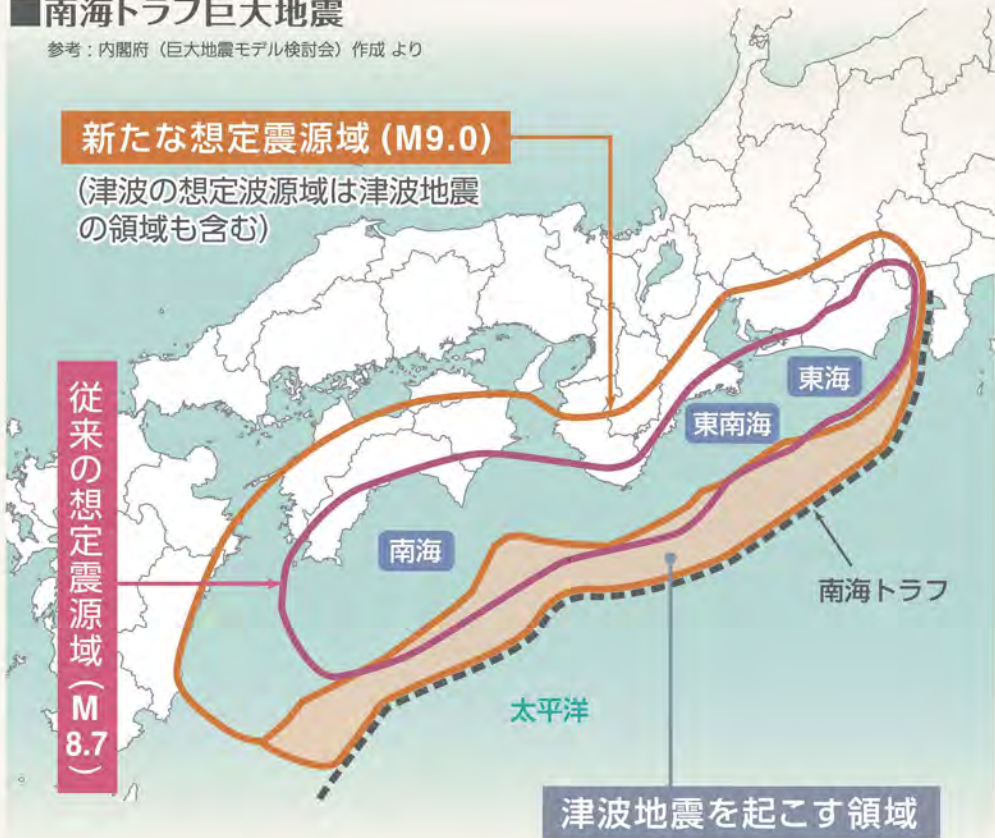 ■南海トラフ巨大地震
参考：内閣府（巨大地震モデル検討会）作成 より
新たな想定震源域 (M9.0)
(津波の想定波源域は津波地震
の領域も含む)
従来の想定震源域（M8.7）
東海
東南海
南海
南海トラフ
太平洋
津波地震を起こす領域